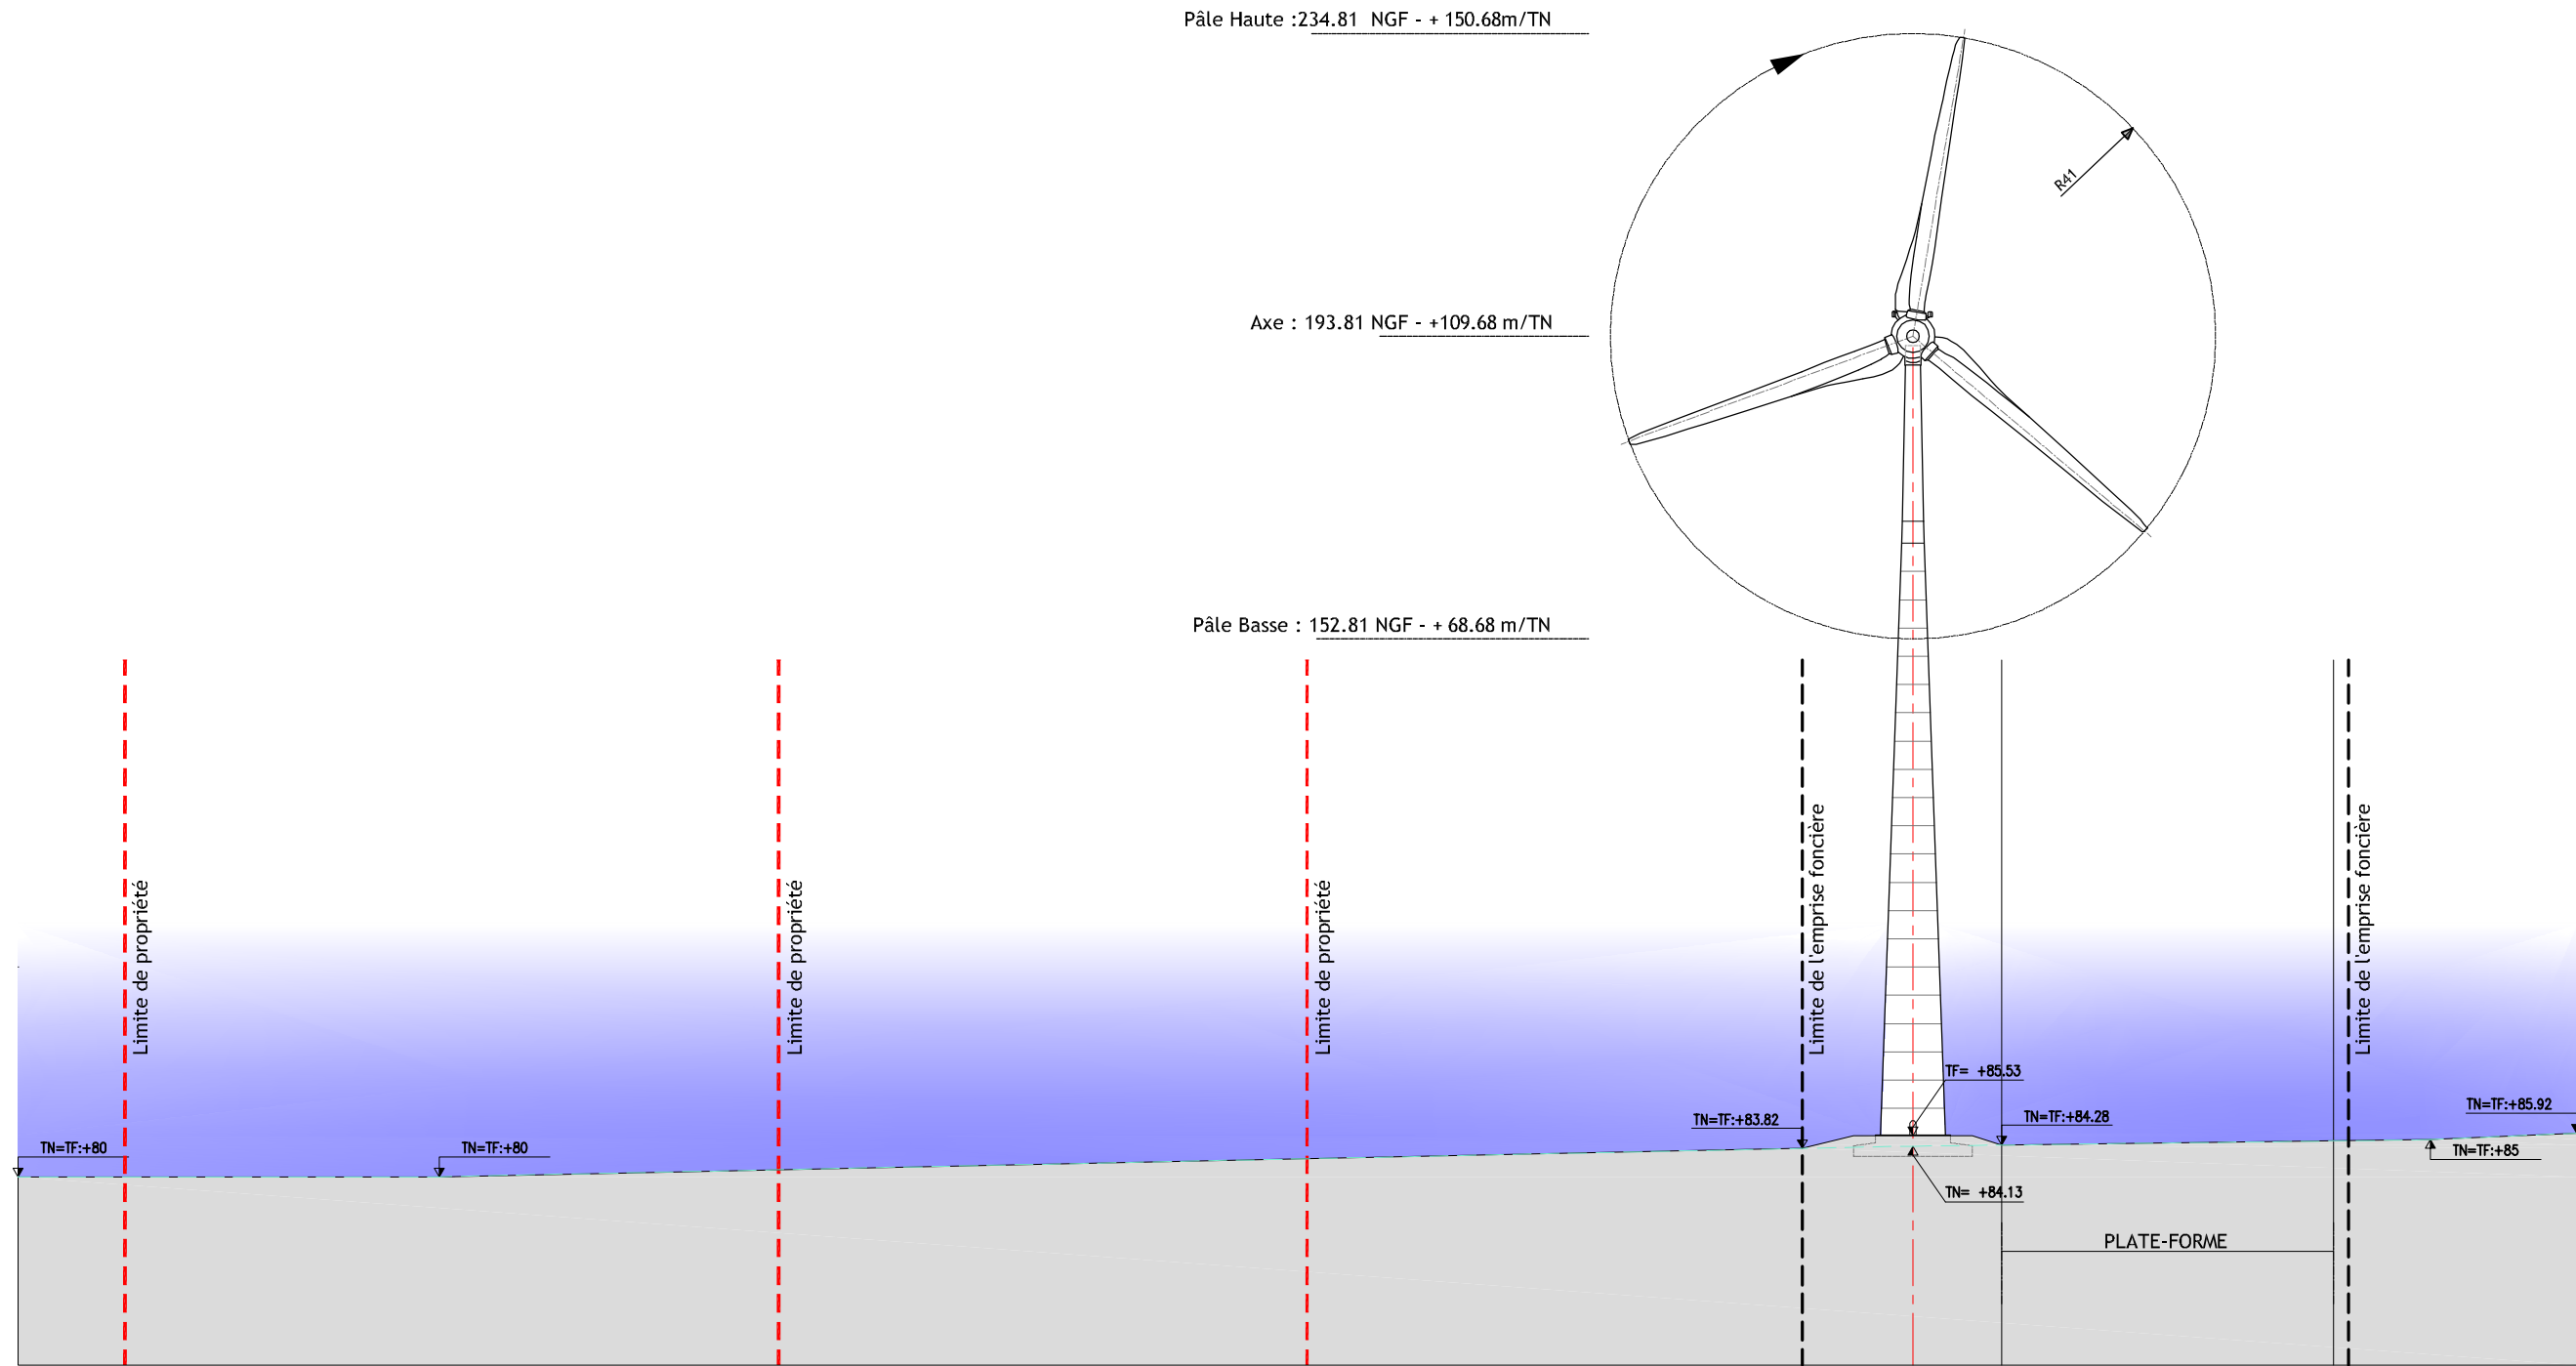 Pâle Haute :234.81 NGF - + 150.68m/TN
R41
Axe : 193.81 NGF - +109.68 m/TN
Pâle Basse : 152.81 NGF - + 68.68 m/TN
Limite de propriété
Limite de propriété
Limite de propriété
Limite de l'emprise foncière
Limite de l'emprise foncière
TF= +85.53
TN=TF:+85.92
TN=TF:+83.82
TN=TF:+84.28
TN=TF:+80
TN=TF:+80
TN=TF:+85
TN= +84.13
PLATE-FORME